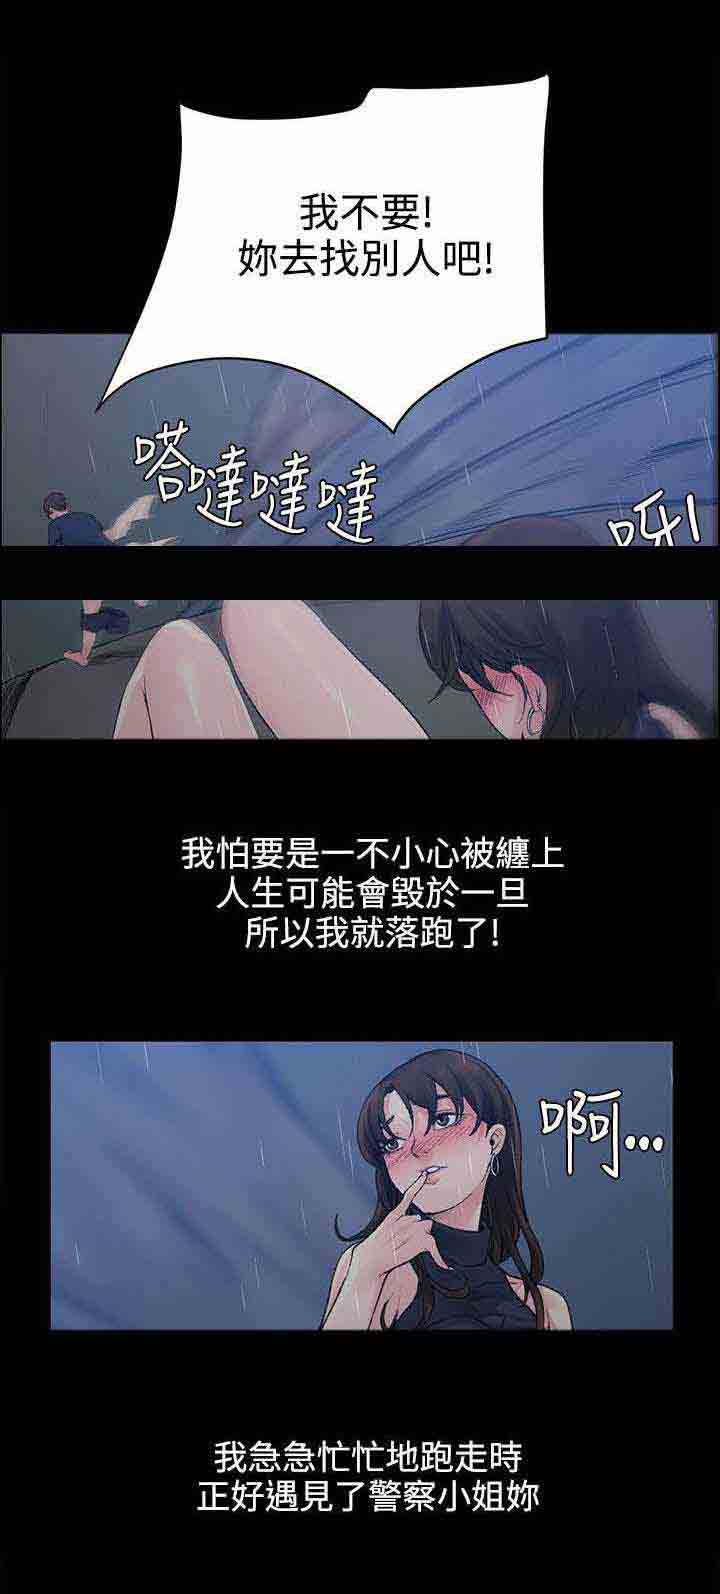 我不要!
妳去找別人吧!
嗒噠噠噠
呀!
我怕要是一不小心被纏上
人生可能會毀於一旦
所以我就落跑了!
啊...
我急急忙忙地跑走時
正好遇見了警察小姐妳